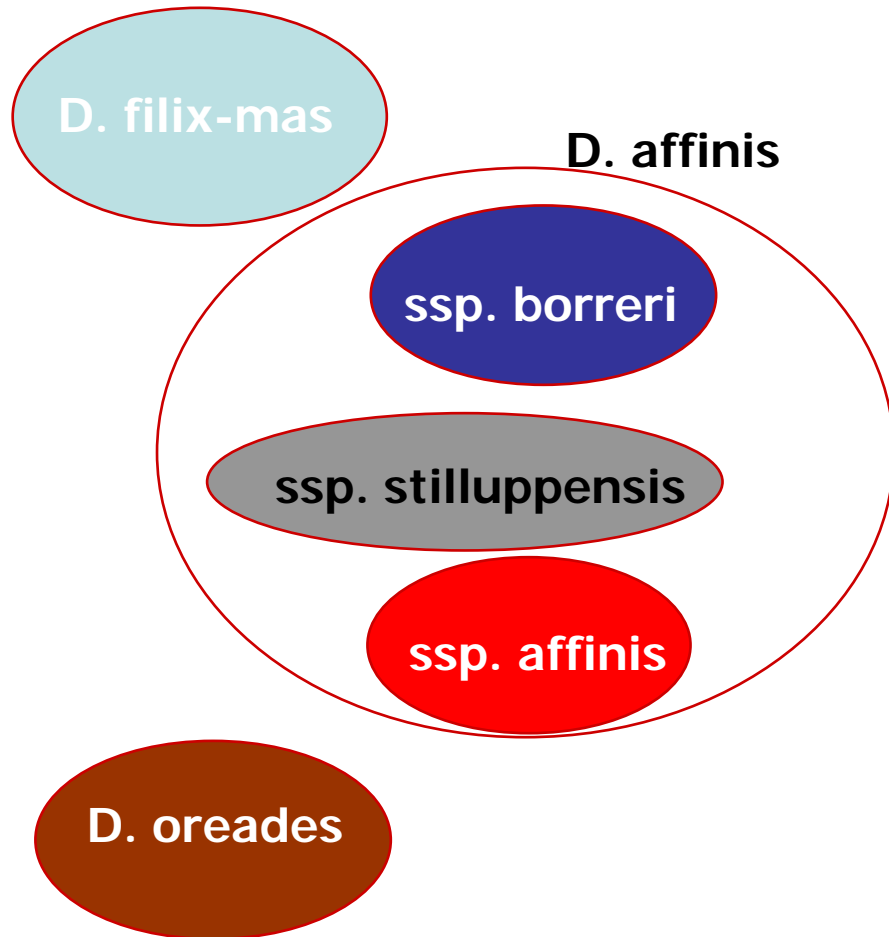 D. filix-mas
D. affinis
ssp. borreri
ssp. stilluppensis
ssp. affinis
D. oreades